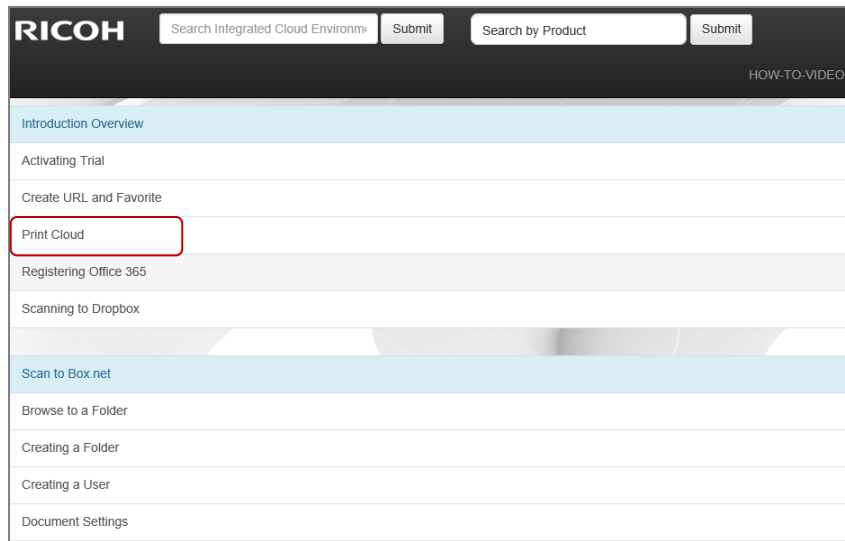 RICOH
Search Integrated Cloud Environm
Submit
Search by Product
Submit
HOW-TO-VIDEO
Introduction Overview
Activating Trial
Create URL and Favorite
Print Cloud
Registering Office 365
Scanning to Dropbox
Scan to Box.net
Browse to a Folder
Creating a Folder
Creating a User
Document Settings